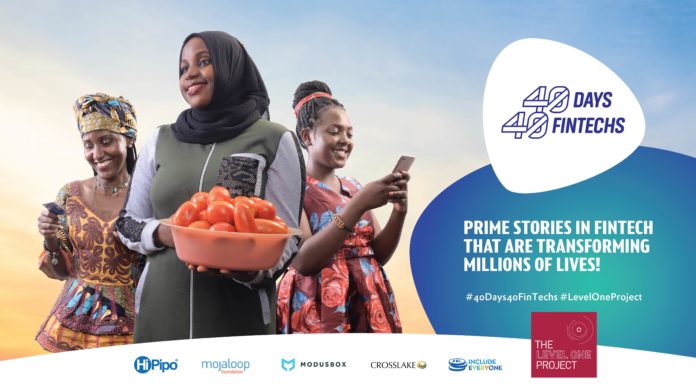 40 DAYS
40 FINTECHS
PRIME STORIES IN FINTECH
THAT ARE TRANSFORMING
MILLIONS OF LIVES!
#40Days40FinTechs #LevelOneProject
THE
LEVEL ONE
PROJECT
HiPipo
mojaloop
foundation
MODUSBOX
CROSSLAKE
INCLUDE
EVERYONE